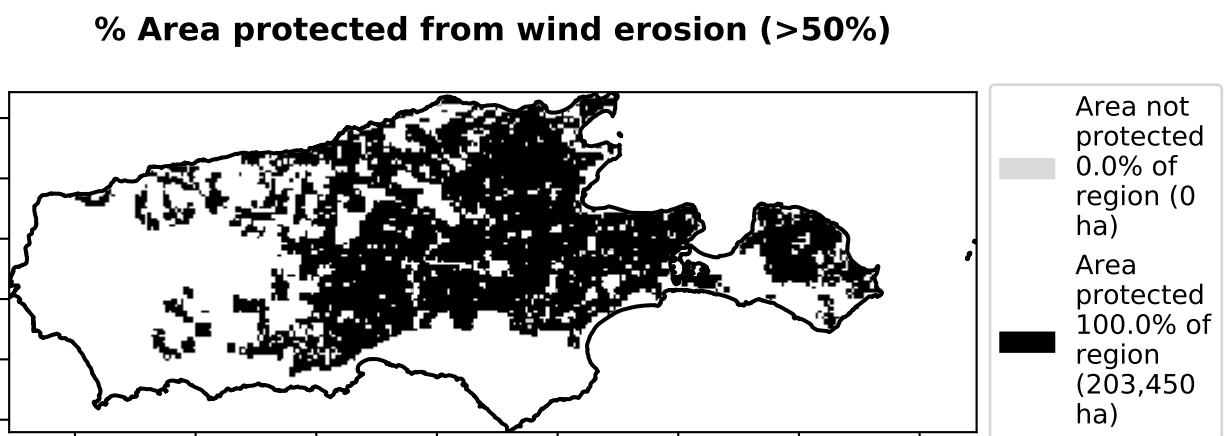 % Area protected from wind erosion (>50%)
Area not
protected
0.0% of
region (0
ha)
Area
protected
100.0% of
region
(203,450
ha)